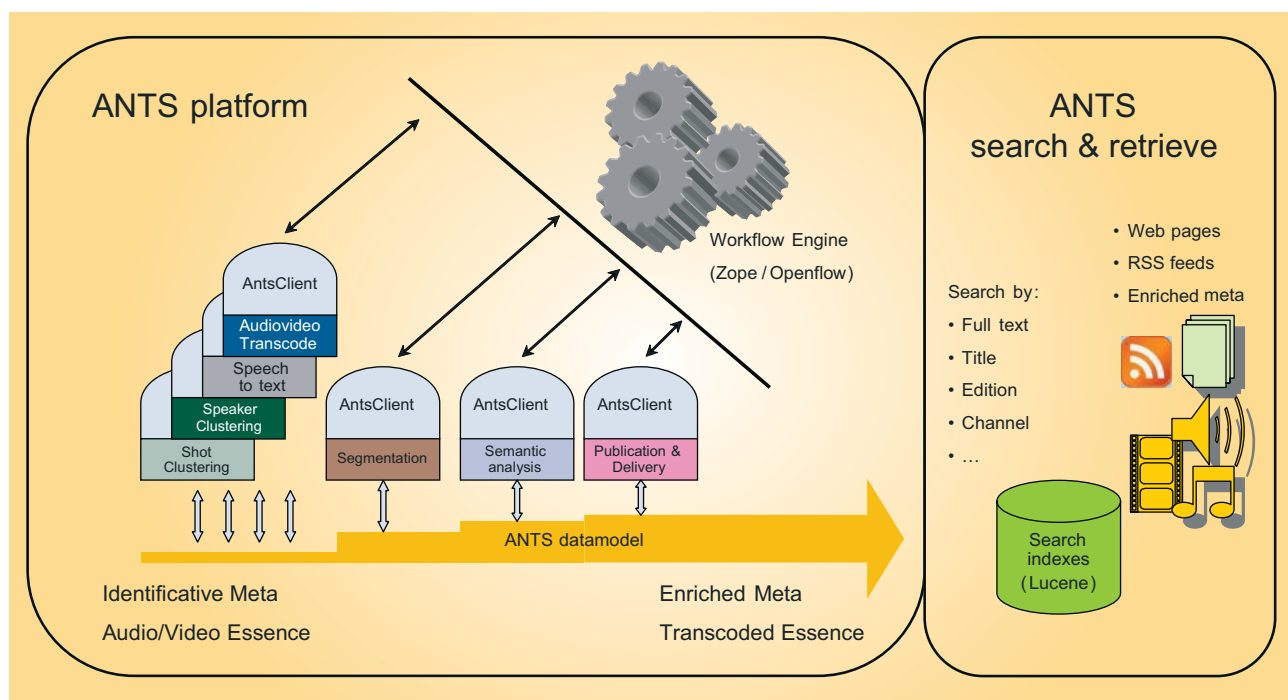 ANTS platform
Workflow Engine
(Zope / Openflow)
AntsClient
Audiovideo
Transcode
Speech
to text
Speaker
Clustering
Shot
Clustering
AntsClient
Segmentation
AntsClient
Semantic
analysis
AntsClient
Publication &
Delivery
ANTS datamodel
Identificative Meta
Audio/Video Essence
Enriched Meta
Transcoded Essence
ANTS
search & retrieve
• Web pages
• RSS feeds
• Enriched meta
Search by:
• Full text
• Title
• Edition
• Channel
• ...
Search
indexes
(Lucene)